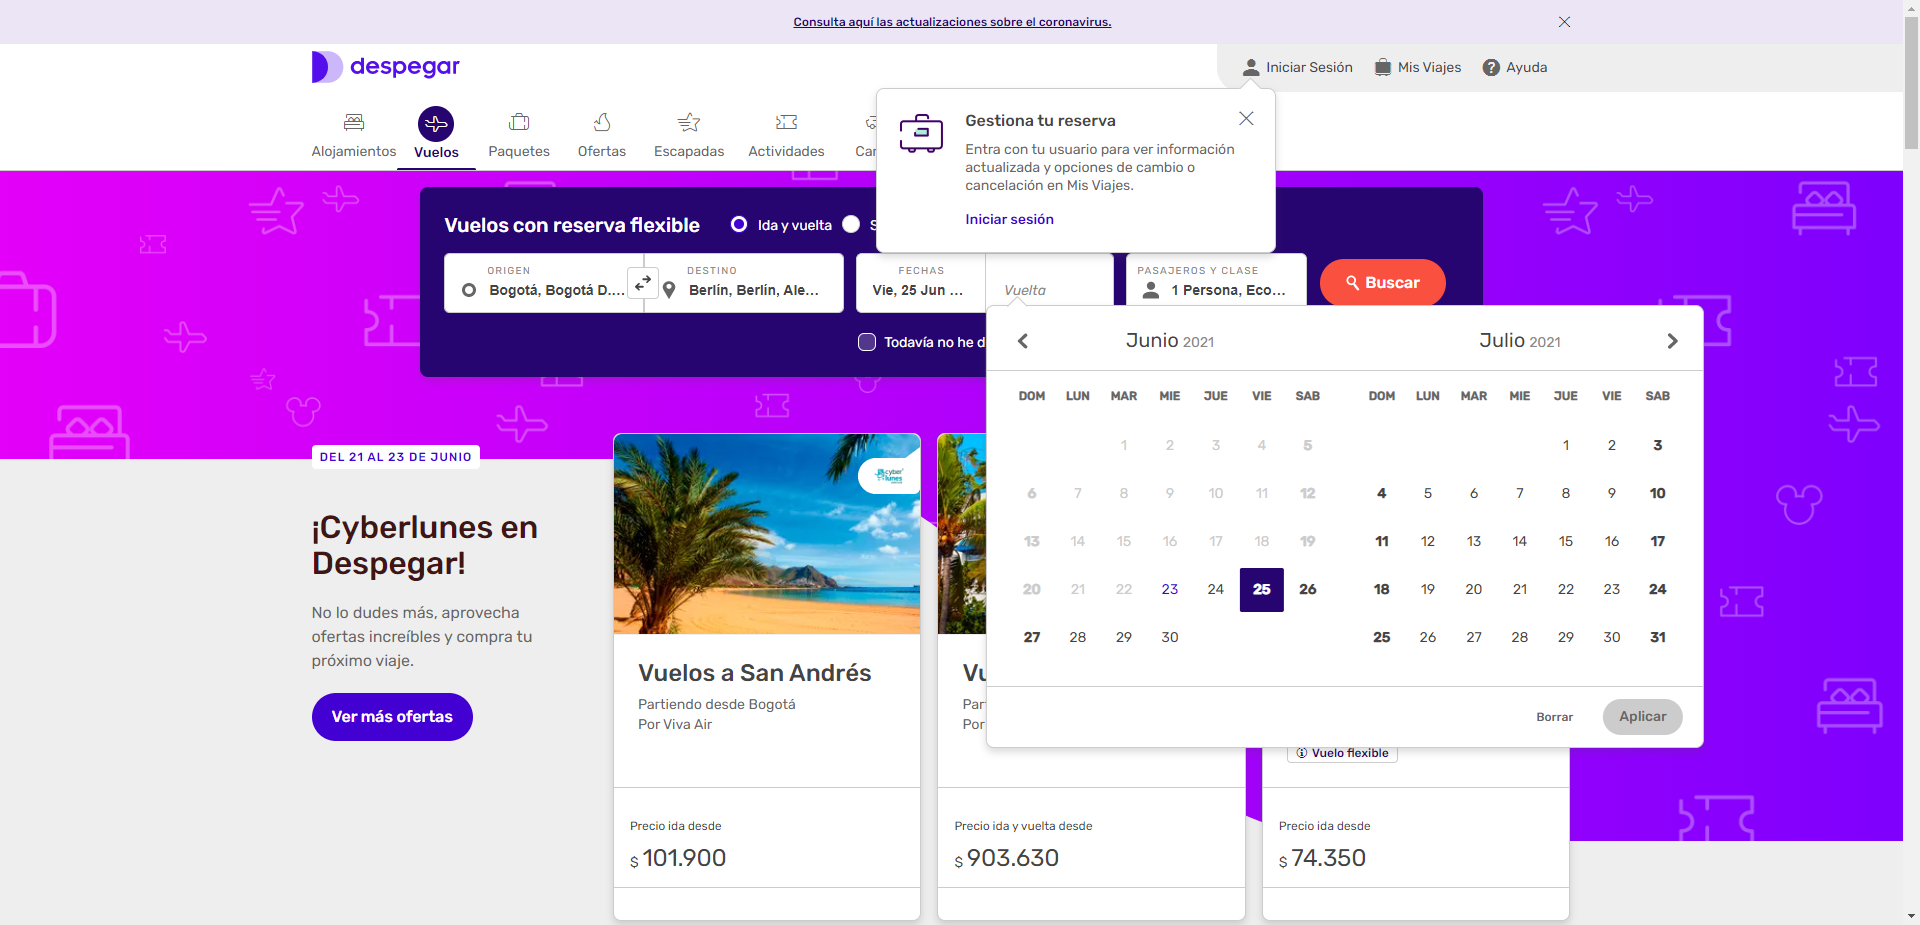 Consulta aquí las actualizaciones sobre el coronavirus.
despegar
Iniciar Sesión
Mis Viajes
Ayuda
Alojamientos
Vuelos
Paquetes
Ofertas
Escapadas
Actividades
Gestiona tu reserva
Entra con tu usuario para ver información
actualizada y opciones de cambio o
cancelación en Mis Viajes.
Iniciar sesión
Vuelos con reserva flexible
Ida y vuelta
ORIGEN
Bogotá, Bogotá D....
DESTINO
Berlín, Berlín, Ale...
FECHAS
Vie, 25 Jun ...
Vuelta
PASAJEROS Y CLASE
1 Persona, Eco...
Buscar
Todavía no he d
Junio 2021
DOM LUN MAR MIE JUE VIE SAB
1 2 3 4 5
6 7 8 9 10 11 12
13 14 15 16 17 18 19
20 21 22 23 24 25 26
27 28 29 30
Julio 2021
DOM LUN MAR MIE JUE VIE SAB
1 2 3
4 5 6 7 8 9 10
11 12 13 14 15 16 17
18 19 20 21 22 23 24
25 26 27 28 29 30 31
Borrar
Aplicar
DEL 21 AL 23 DE JUNIO
¡Cyberlunes en
Despegar!
No lo dudes más, aprovecha
ofertas increíbles y compra tu
próximo viaje.
Ver más ofertas
cyber
lunes
Vuelos a San Andrés
Partiendo desde Bogotá
Por Viva Air
Precio ida desde
$ 101.900
Por
Precio ida y vuelta desde
$ 903.630
Vuelo flexible
Precio ida desde
$ 74.350